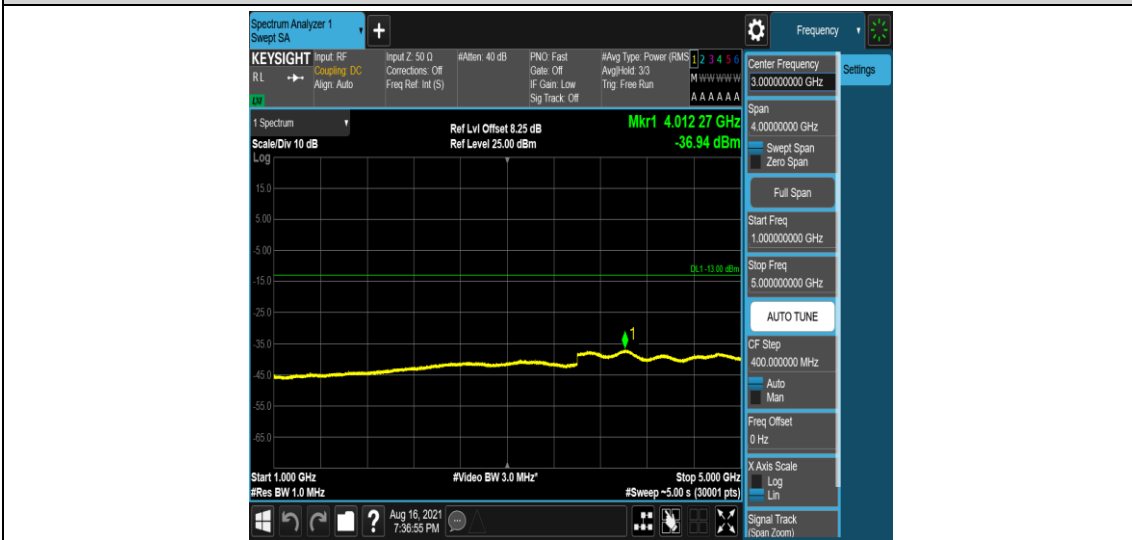 Spectrum Analyzer 1
Swept SA
+
Frequency
KEYSIGHT
RL
LXI
Input: RF
Coupling: DC
Align: Auto
Input Z: 50 Ω
Corrections: Off
Freq Ref: Int (S)
#Atten: 40 dB
PNO: Fast
Gate: Off
IF Gain: Low
Sig Track: Off
#Avg Type: Power (RMS
Avg|Hold: 3/3
Trig: Free Run
1 2 3 4 5 6
M W W W W W
A A A A A A
1 Spectrum
Scale/Div 10 dB
Ref Lvl Offset 8.25 dB
Ref Level 25.00 dBm
Mkr1 4.012 27 GHz
-36.94 dBm
Log
15.0
5.00
-5.00
DL1 -13.00 dBm
-15.0
-25.0
1
-35.0
-45.0
-55.0
-65.0
Start 1.000 GHz
#Res BW 1.0 MHz
#Video BW 3.0 MHz*
Stop 5.000 GHz
#Sweep ~5.00 s (30001 pts)
?
Aug 16, 2021
7:36:55 PM
Center Frequency
3.000000000 GHz
Settings
Span
4.00000000 GHz
Swept Span
Zero Span
Full Span
Start Freq
1.000000000 GHz
Stop Freq
5.000000000 GHz
AUTO TUNE
CF Step
400.000000 MHz
Auto
Man
Freq Offset
0 Hz
X Axis Scale
Log
Lin
Signal Track
(Span Zoom)